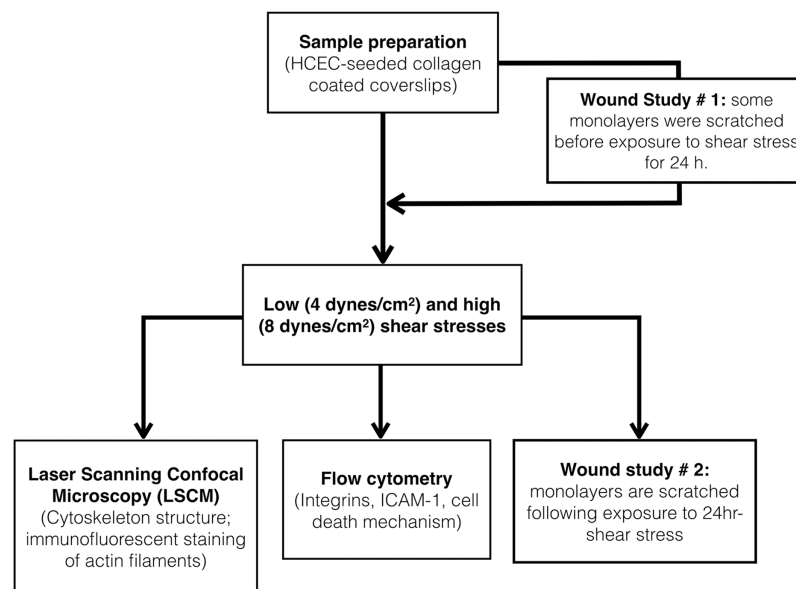 Sample preparation
(HCEC-seeded collagen
coated coverslips)
Wound Study # 1: some
monolayers were scratched
before exposure to shear stress
for 24 h.
Low (4 dynes/cm²) and high
(8 dynes/cm²) shear stresses
Laser Scanning Confocal
Microscopy (LSCM)
(Cytoskeleton structure;
immunofluorescent staining
of actin filaments)
Flow cytometry
(Integrins, ICAM-1, cell
death mechanism)
Wound study # 2:
monolayers are scratched
following exposure to 24hr-
shear stress